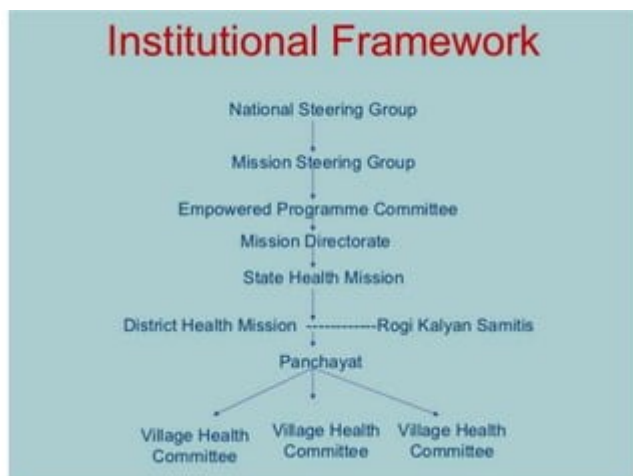 Institutional Framework
National Steering Group
Mission Steering Group
Empowered Programme Committee
Mission Directorate
State Health Mission
District Health Mission ------------Rogi Kalyan Samitis
Panchayat
Village Health
Committee
Village Health
Committee
Village Health
Committee